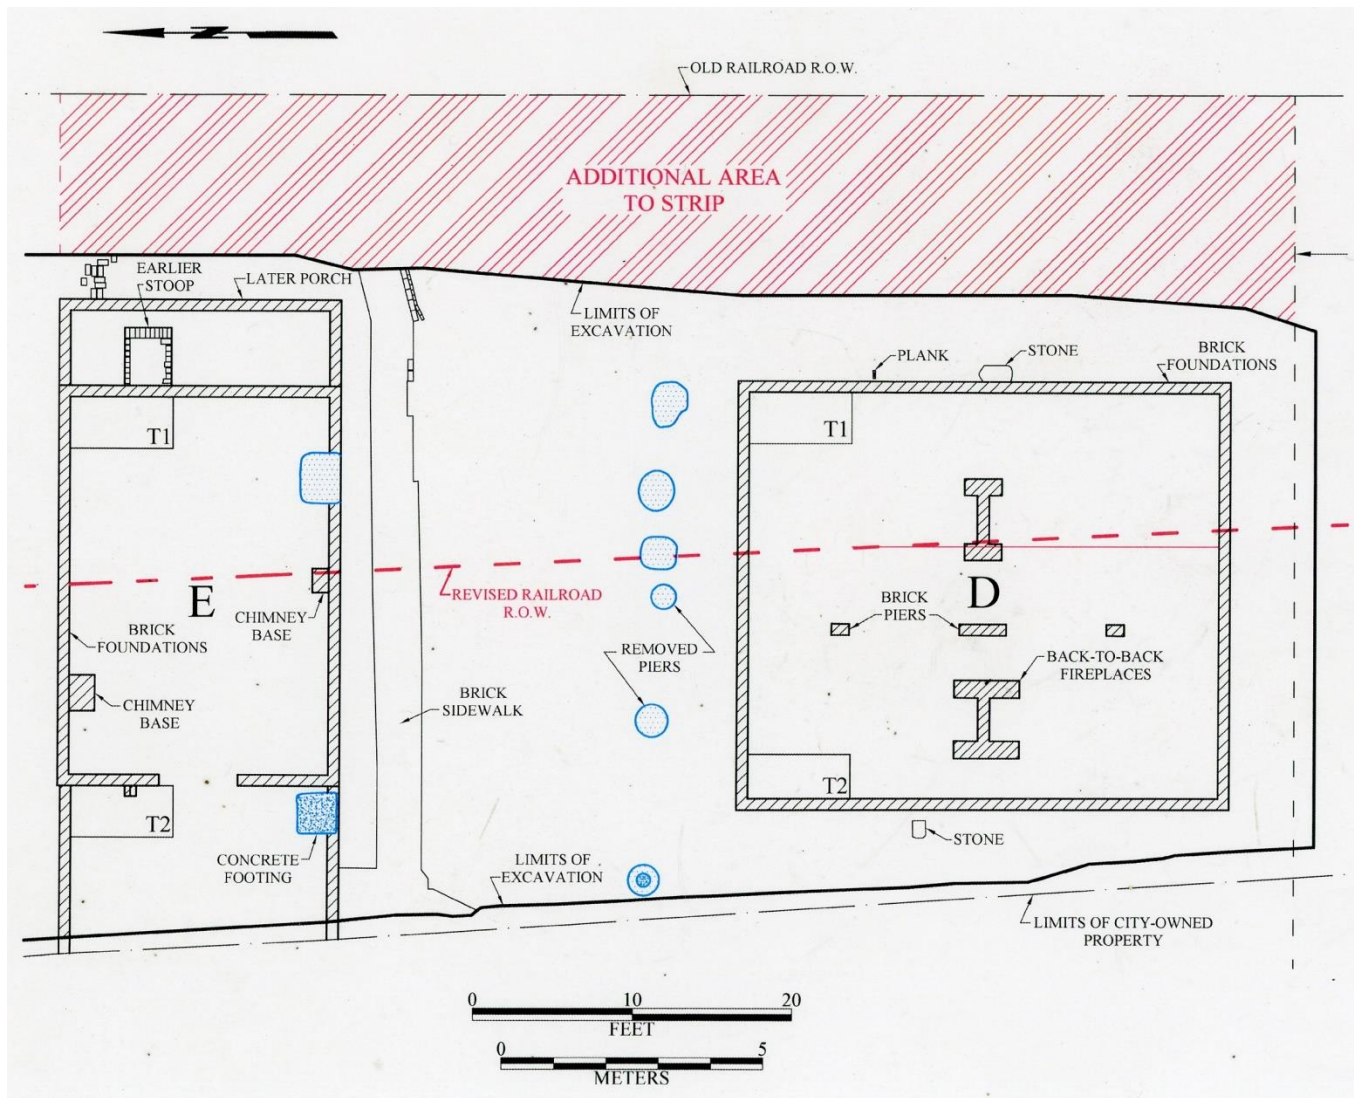 N
OLD RAILROAD R.O.W.
ADDITIONAL AREA
TO STRIP
EARLIER
STOOP
LATER PORCH
LIMITS OF
EXCAVATION
PLANK
STONE
BRICK
FOUNDATIONS
T1
T1
E
CHIMNEY
BASE
REVISED RAILROAD
R.O.W.
BRICK
PIERS
D
BRICK
FOUNDATIONS
REMOVED
PIERS
BACK-TO-BACK
FIREPLACES
CHIMNEY
BASE
BRICK
SIDEWALK
T2
T2
CONCRETE
FOOTING
LIMITS OF
EXCAVATION
STONE
LIMITS OF CITY-OWNED
PROPERTY
0 10 20
FEET
0 5
METERS